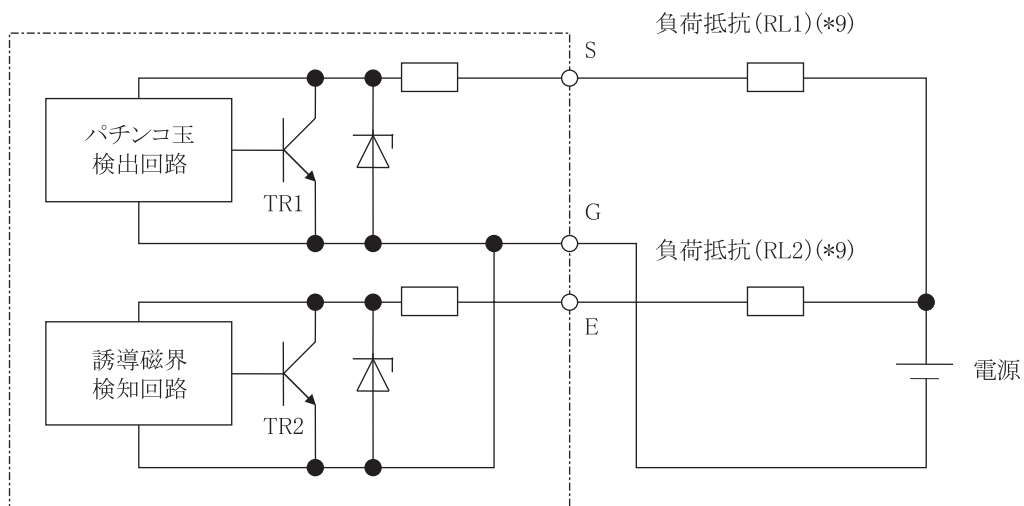 負荷抵抗(RL1)(*9)
S
パチンコ玉
検出回路
TR1
G
負荷抵抗(RL2)(*9)
E
誘導磁界
検知回路
TR2
電源